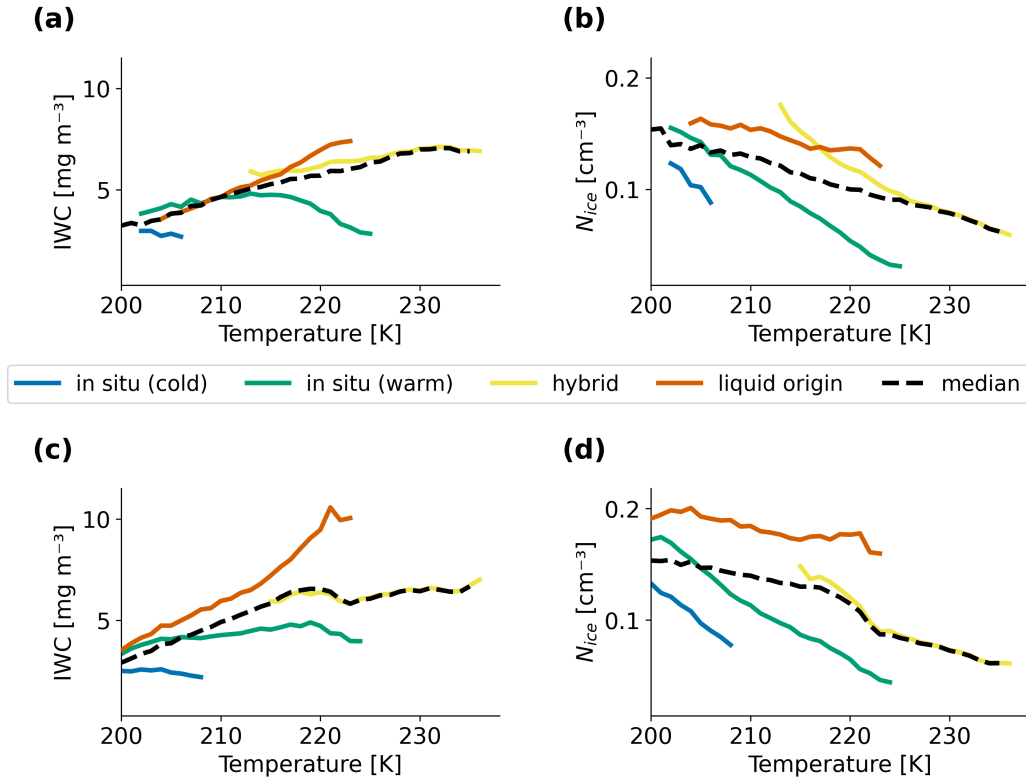 (a)
(b)
IWC [mg m⁻³]
10
5
200 210 220 230
Temperature [K]
N_ice [cm⁻³]
0.2
0.1
200 210 220 230
Temperature [K]
in situ (cold) in situ (warm) hybrid liquid origin median
(c)
(d)
IWC [mg m⁻³]
10
5
200 210 220 230
Temperature [K]
N_ice [cm⁻³]
0.2
0.1
200 210 220 230
Temperature [K]